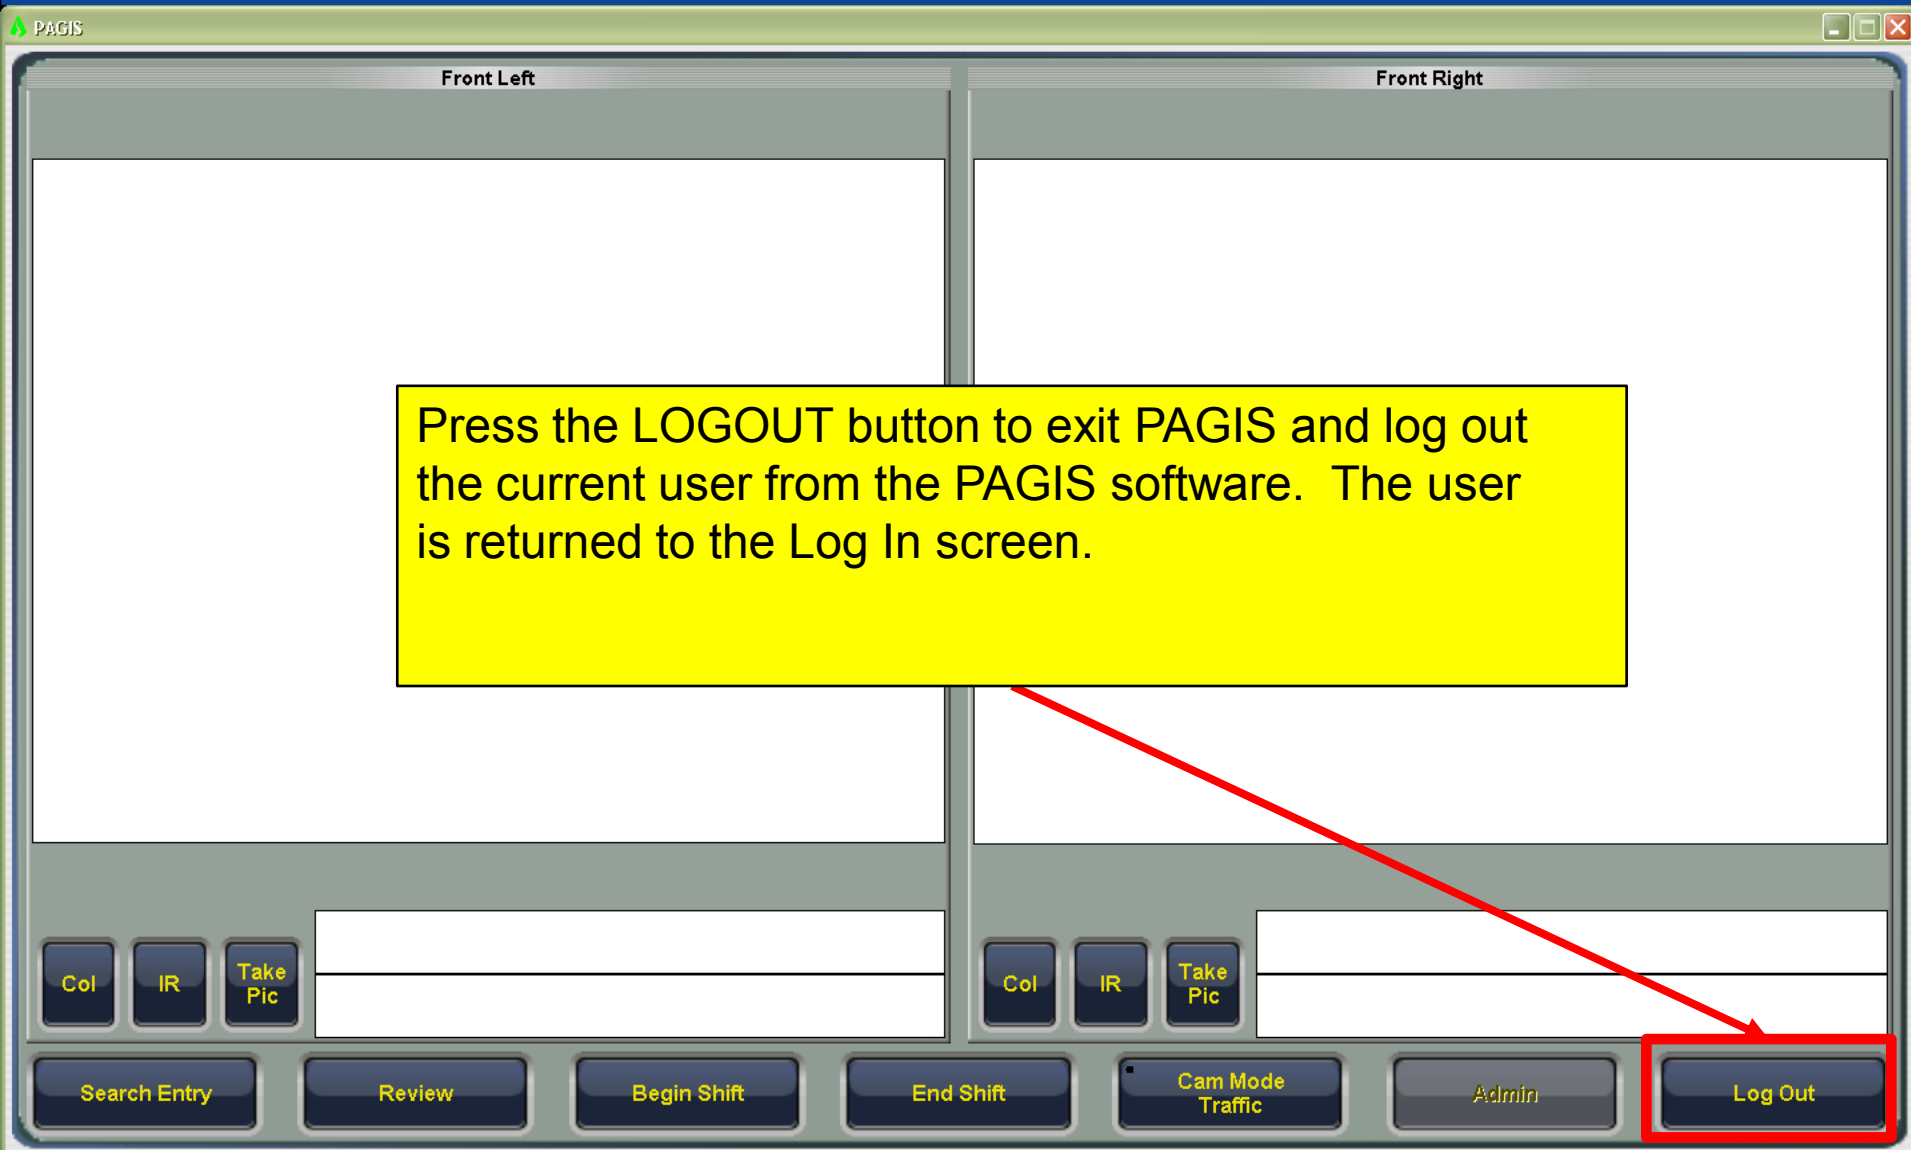 PAGIS
Front Left
Front Right
Press the LOGOUT button to exit PAGIS and log out
the current user from the PAGIS software.  The user
is returned to the Log In screen.
Col
IR
Take
Pic
Col
IR
Take
Pic
Search Entry
Review
Begin Shift
End Shift
Cam Mode
Traffic
Admin
Log Out